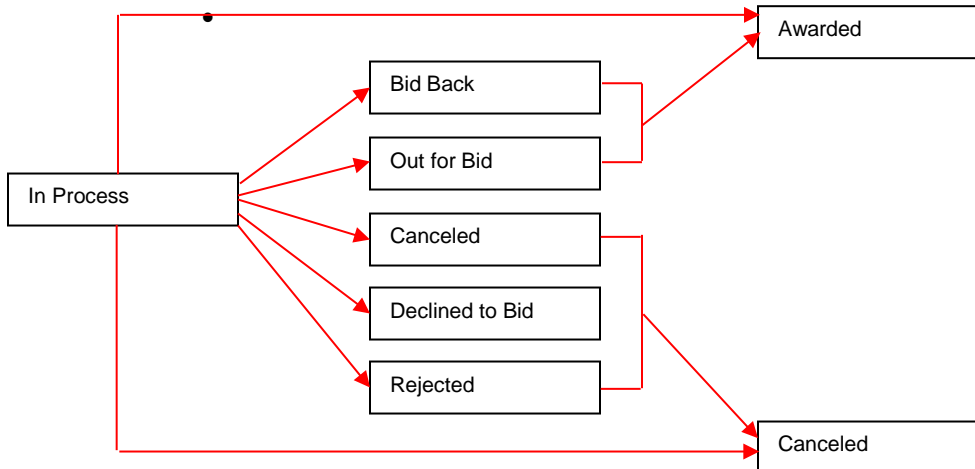 Awarded
Bid Back
Out for Bid
In Process
Canceled
Declined to Bid
Rejected
Canceled